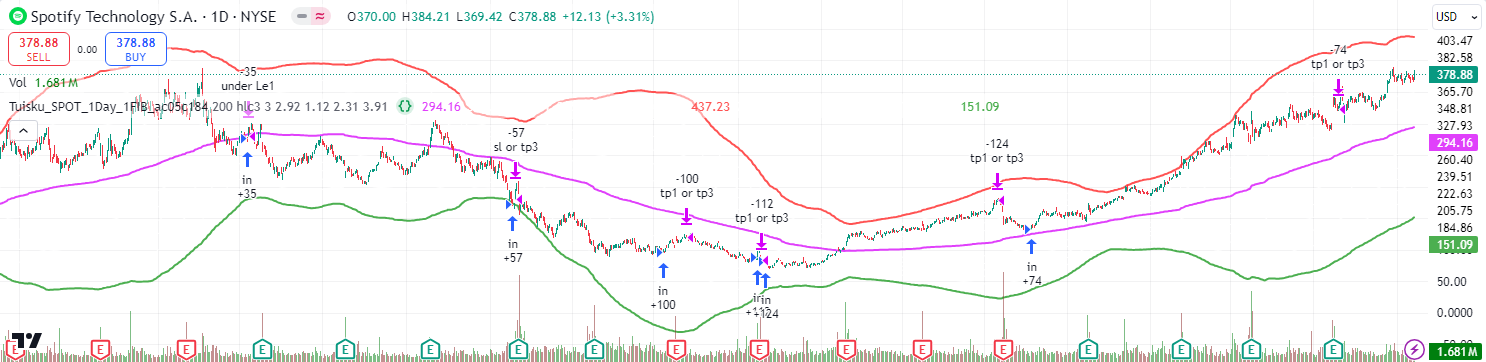 Spotify Technology S.A. · 1D · NYSE O370.00 H384.21 L369.42 C378.88 +12.13 (+3.31%)
USD
378.88 SELL
0.00
378.88 BUY
Vol 1.681M
Tuisku_SPOT_1Day_1FIB_ac05c184 200 hlc3 3 2.92 1.12 2.31 3.91 294.16 437.23 151.09
-35
under Le1
in
+35
-57
sl or tp3
in
+57
-100
tp1 or tp3
in
+100
-112
tp1 or tp3
in
+124
-124
tp1 or tp3
in
+74
-74
tp1 or tp3
403.47
382.58
378.88
365.70
348.81
327.93
294.16
260.40
239.51
222.63
205.75
184.86
151.09
50.00
0.0000
-50.00
1.681M
E E E E E E E E E E E E E E E E